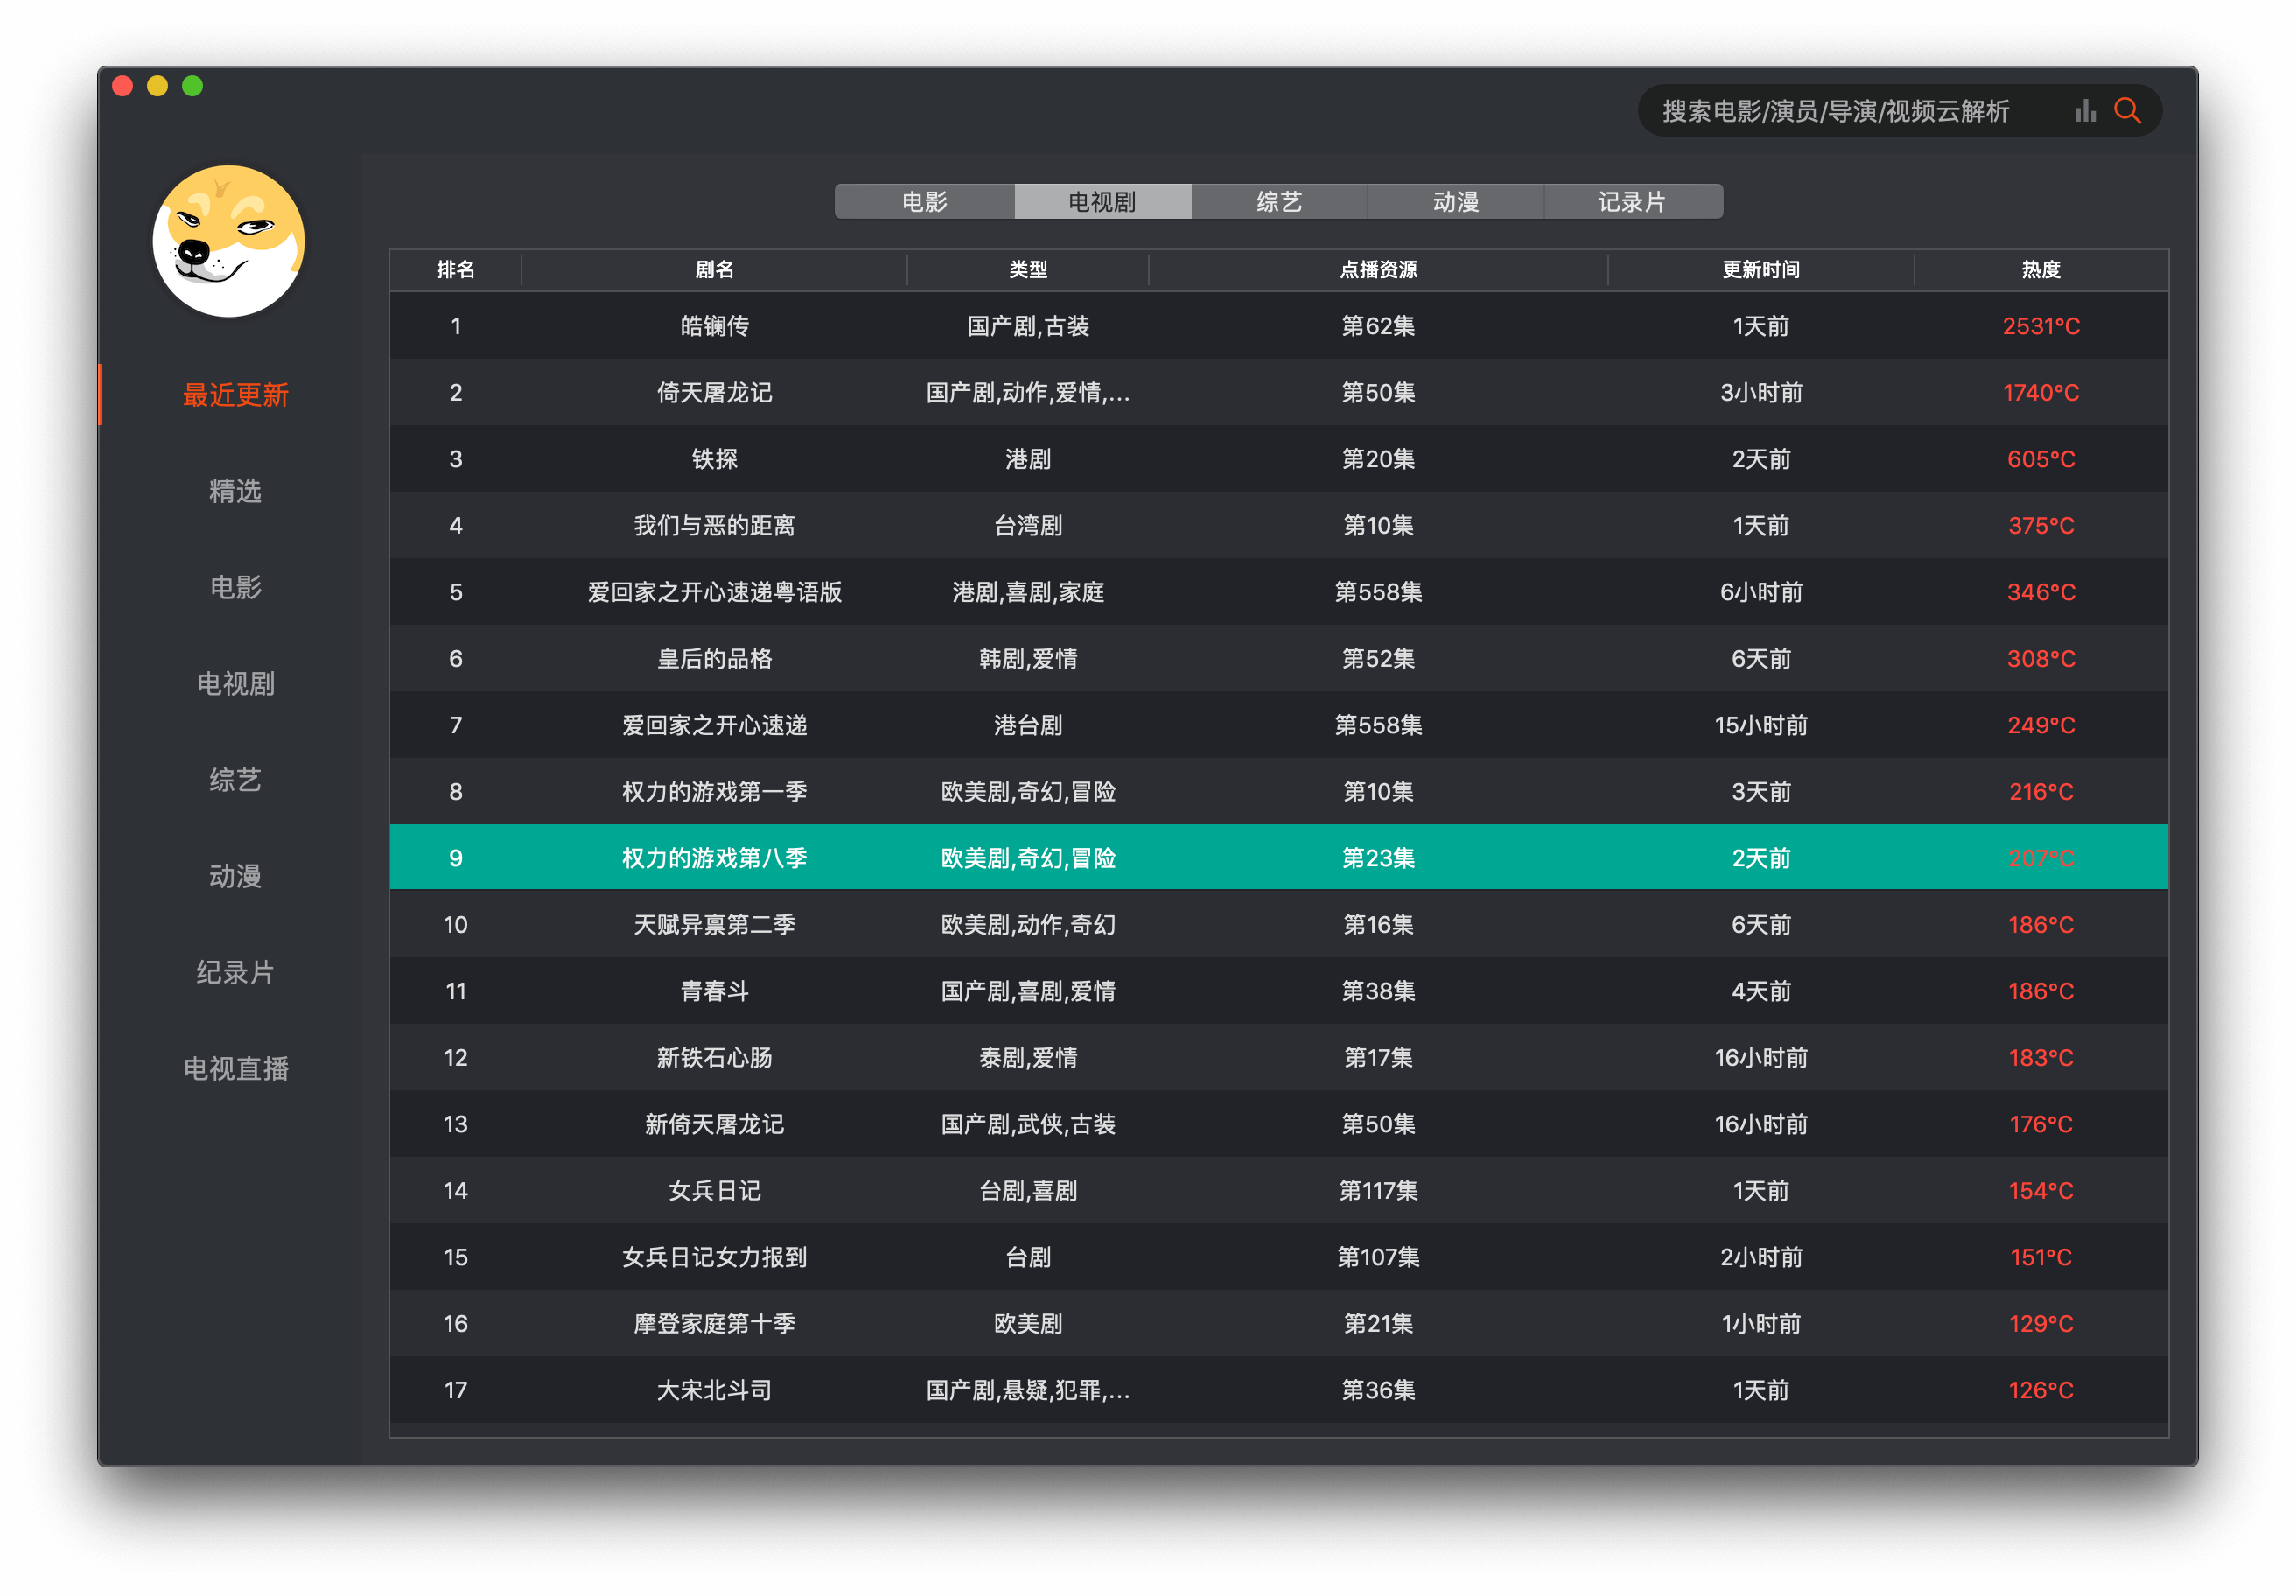 搜索电影/演员/导演/视频云解析
电影 电视剧 综艺 动漫 记录片
最近更新
精选
电影
电视剧
综艺
动漫
纪录片
电视直播
排名 剧名 类型 点播资源 更新时间 热度
1 皓镧传 国产剧,古装 第62集 1天前 2531°C
2 倚天屠龙记 国产剧,动作,爱情,... 第50集 3小时前 1740°C
3 铁探 港剧 第20集 2天前 605°C
4 我们与恶的距离 台湾剧 第10集 1天前 375°C
5 爱回家之开心速递粤语版 港剧,喜剧,家庭 第558集 6小时前 346°C
6 皇后的品格 韩剧,爱情 第52集 6天前 308°C
7 爱回家之开心速递 港台剧 第558集 15小时前 249°C
8 权力的游戏第一季 欧美剧,奇幻,冒险 第10集 3天前 216°C
9 权力的游戏第八季 欧美剧,奇幻,冒险 第23集 2天前 207°C
10 天赋异禀第二季 欧美剧,动作,奇幻 第16集 6天前 186°C
11 青春斗 国产剧,喜剧,爱情 第38集 4天前 186°C
12 新铁石心肠 泰剧,爱情 第17集 16小时前 183°C
13 新倚天屠龙记 国产剧,武侠,古装 第50集 16小时前 176°C
14 女兵日记 台剧,喜剧 第117集 1天前 154°C
15 女兵日记女力报到 台剧 第107集 2小时前 151°C
16 摩登家庭第十季 欧美剧 第21集 1小时前 129°C
17 大宋北斗司 国产剧,悬疑,犯罪,... 第36集 1天前 126°C